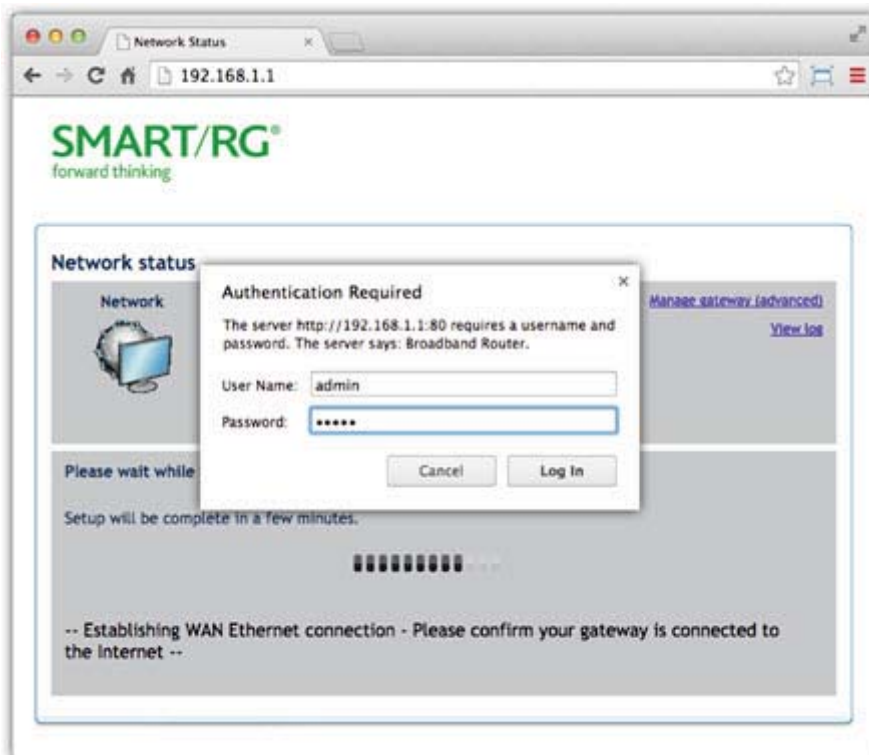 Network Status
192.168.1.1
SMART/RG®
forward thinking
Network status
Network
Manage gateway (advanced)
View log
Authentication Required
The server http://192.168.1.1:80 requires a username and
password. The server says: Broadband Router.
User Name: admin
Password: •••••
Cancel
Log In
Please wait while
Setup will be complete in a few minutes.
-- Establishing WAN Ethernet connection - Please confirm your gateway is connected to
the Internet --